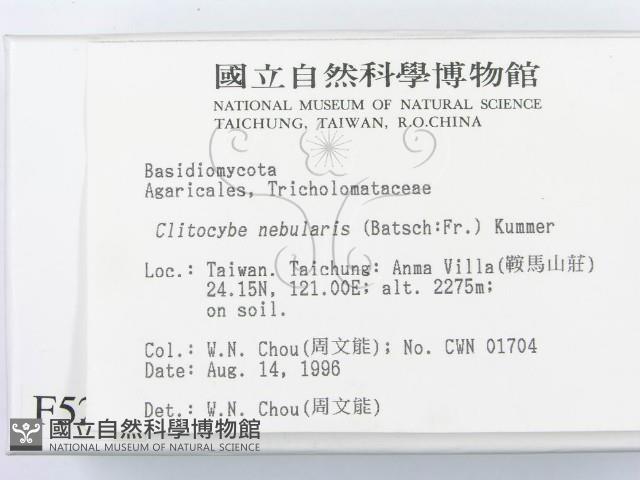 國立自然科學博物館
NATIONAL MUSEUM OF NATURAL SCIENCE
TAICHUNG, TAIWAN, R.O.CHINA
Basidiomycota
Agaricales, Tricholomataceae
Clitocybe nebularis (Batsch:Fr.) Kummer
Loc.: Taiwan. Taichung: Anma Villa(鞍馬山莊)
24.15N, 121.00E; alt. 2275m;
on soil.
Col.: W.N. Chou(周文能); No. CWN 01704
Date: Aug. 14, 1996
Det.: W.N. Chou(周文能)
國立自然科學博物館
NATIONAL MUSEUM OF NATURAL SCIENCE